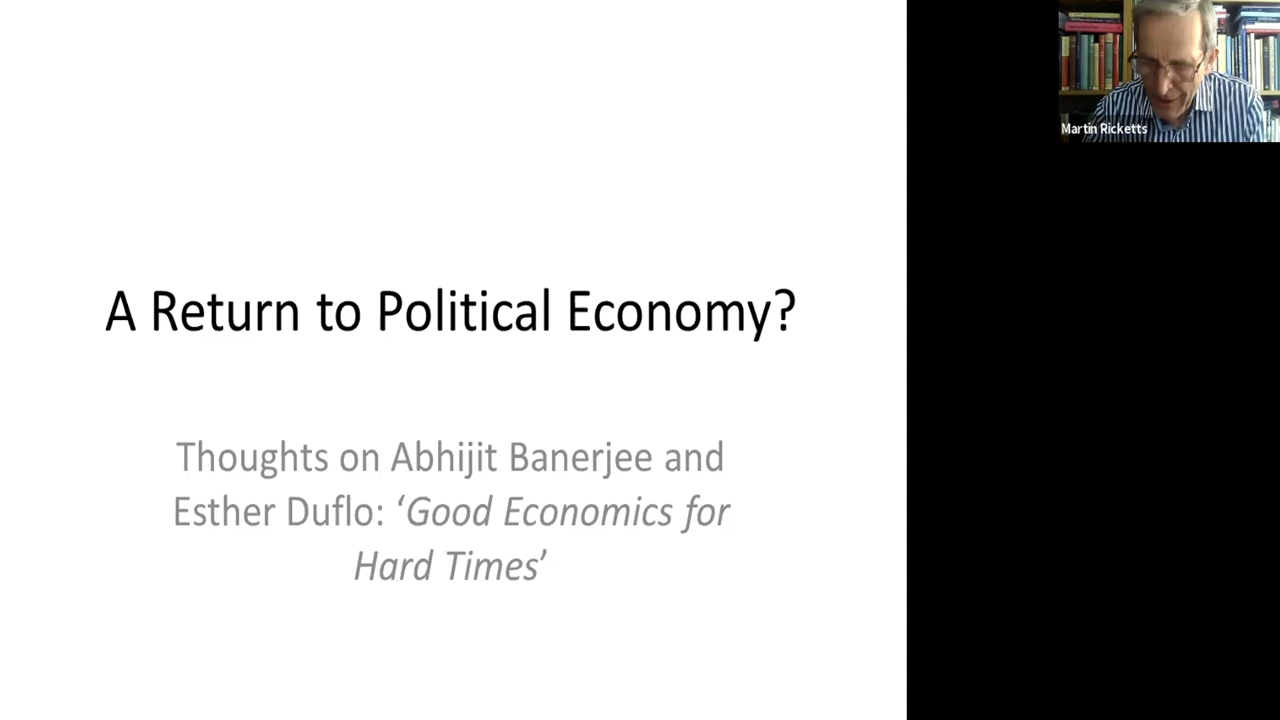 Martin Ricketts
A Return to Political Economy?
Thoughts on Abhijit Banerjee and
Esther Duflo: ‘Good Economics for
Hard Times’